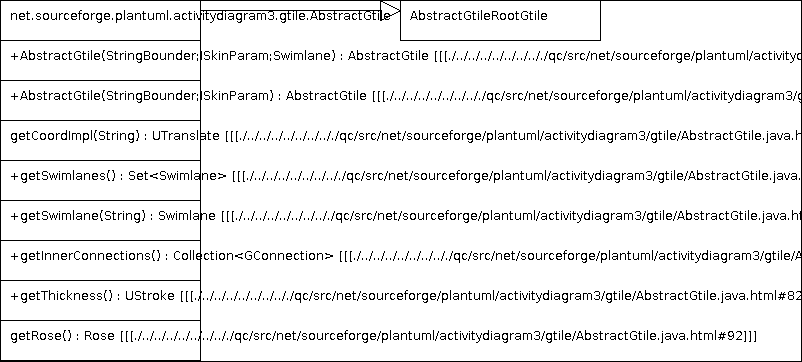 net.sourceforge.plantuml.activitydiagram3.gtile.AbstractGtile
AbstractGtileRootGtile
+AbstractGtile(StringBounder;ISkinParam;Swimlane) : AbstractGtile [[[./../../../../../../../../qc/src/net/sourceforge/plantuml/activityd
+AbstractGtile(StringBounder;ISkinParam) : AbstractGtile [[[./../../../../../../../../qc/src/net/sourceforge/plantuml/activitydiagram3/g
getCoordImpl(String) : UTranslate [[[./../../../../../../../../qc/src/net/sourceforge/plantuml/activitydiagram3/gtile/AbstractGtile.java.h
+getSwimlanes() : Set<Swimlane> [[[./../../../../../../../../qc/src/net/sourceforge/plantuml/activitydiagram3/gtile/AbstractGtile.java.
+getSwimlane(String) : Swimlane [[[./../../../../../../../../qc/src/net/sourceforge/plantuml/activitydiagram3/gtile/AbstractGtile.java.ht
+getInnerConnections() : Collection<GConnection> [[[./../../../../../../../../qc/src/net/sourceforge/plantuml/activitydiagram3/gtile/A
+getThickness() : UStroke [[[./../../../../../../../../qc/src/net/sourceforge/plantuml/activitydiagram3/gtile/AbstractGtile.java.html#82
getRose() : Rose [[[./../../../../../../../../qc/src/net/sourceforge/plantuml/activitydiagram3/gtile/AbstractGtile.java.html#92]]]